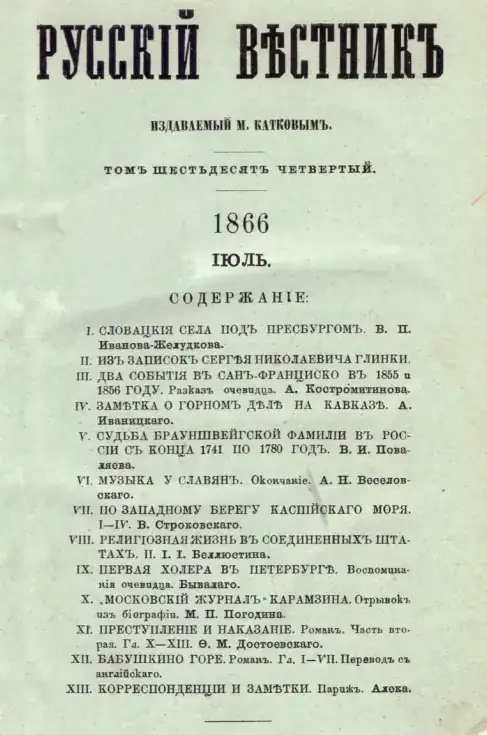 РУССКІЙ ВѢСТНИКЪ
ИЗДАВАЕМЫЙ М. КАТКОВЫМЪ.
ТОМЪ ШЕСТЬДЕСЯТЪ ЧЕТВЕРТЫЙ.
1866
ІЮЛЬ.
СОДЕРЖАНІЕ:
I. СЛОВАЦКІЯ СЕЛА ПОДЪ ПРЕСБУРГОМЪ. В. П.
Иванова-Желудкова.
II. ИЗЪ ЗАПИСОКЪ СЕРГѢЯ НИКОЛАЕВИЧА ГЛИНКИ.
III. ДВА СОБЫТІЯ ВЪ САНЪ-ФРАНЦИСКО ВЪ 1855 и
1856 ГОДУ. Разказъ очевидца. А. Костромитинова.
IV. ЗАМѢТКА О ГОРНОМЪ ДѢЛѢ НА КАВКАЗѢ. А.
Иваницкаго.
V. СУДЬБА БРАУНШВЕЙГСКОЙ ФАМИЛІИ ВЪ РОС-
СІИ СЪ КОНЦА 1741 ПО 1780 ГОДЪ. В. И. Пова-
ляева.
VI. МУЗЫКА У СЛАВЯНЪ. Окончаніе. А. Н. Веселов-
скаго.
VII. ПО ЗАПАДНОМУ БЕРЕГУ КАСПІЙСКАГО МОРЯ.
I—IV. В. Строковскаго.
VIII. РЕЛИГІОЗНАЯ ЖИЗНЬ ВЪ СОЕДИНЕННЫХЪ ШТА-
ТАХЪ. II. І. І. Беллюстина.
IX. ПЕРВАЯ ХОЛЕРА ВЪ ПЕТЕРБУРГѢ. Воспомина-
нія очевидца. Бывалаго.
X. „МОСКОВСКІЙ ЖУРНАЛЪ" КАРАМЗИНА. Отрывокъ
изъ біографіи. М. П. Погодина.
XI. ПРЕСТУПЛЕНІЕ И НАКАЗАНІЕ. Романъ. Часть вто-
рая. Гл. X—XIII. Ѳ. М. Достоевскаго.
XII. БАБУШКИНО ГОРЕ. Романъ. Гл. I—VII. Переводъ съ
англійскаго.
XIII. КОРРЕСПОНДЕНЦІИ И ЗАМѢТКИ. Парижъ. Алека.